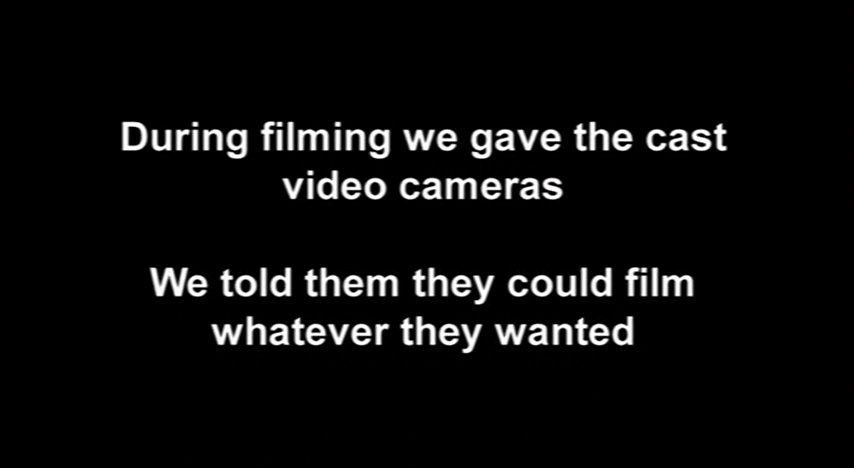 During filming we gave the cast
video cameras
We told them they could film
whatever they wanted